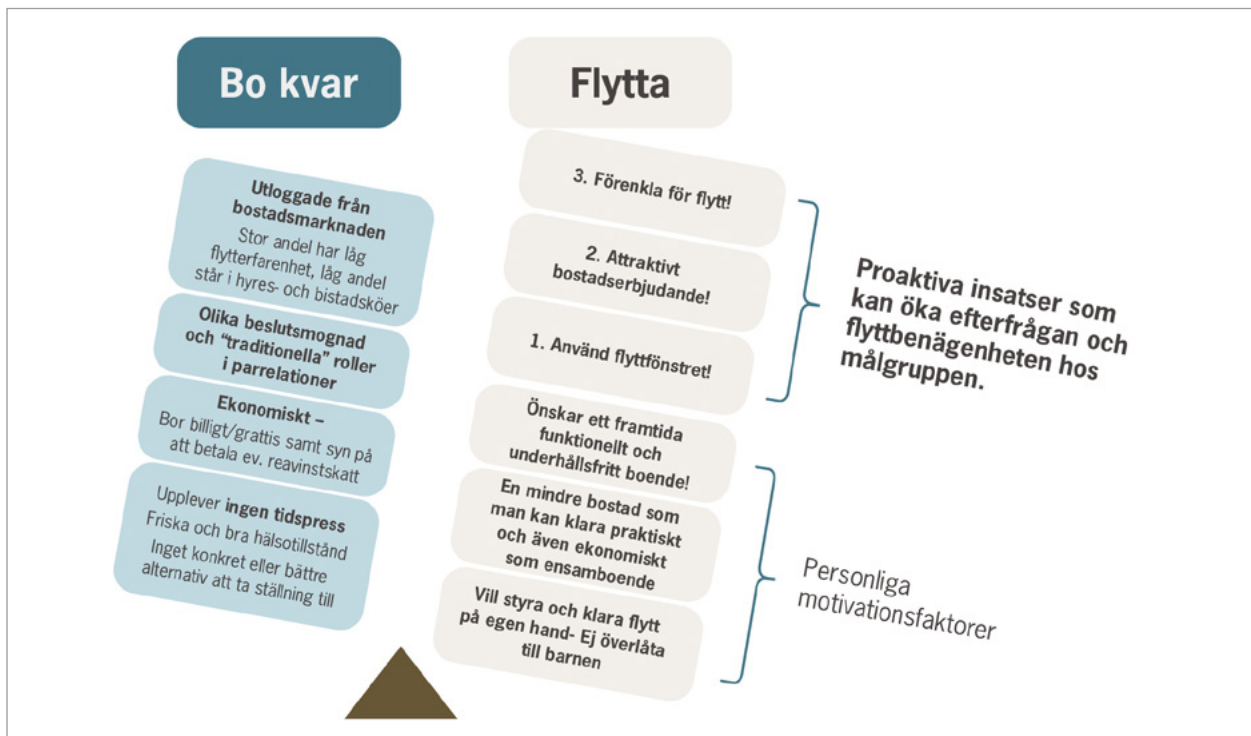 Bo kvar
Utloggade från
bostadsmarknaden
Stor andel har låg
flytterfarenhet, låg andel
står i hyres- och bistadsköer
Olika beslutsmognad
och "traditionella" roller
i parrelationer
Ekonomiskt –
Bor billigt/grattis samt syn på
att betala ev. reavinstskatt
Upplever ingen tidspress
Friska och bra hälsotillstånd
Inget konkret eller bättre
alternativ att ta ställning till
Flytta
3. Förenkla för flytt!
2. Attraktivt
bostadserbjudande!
1. Använd flyttfönstret!
Önskar ett framtida
funktionellt och
underhållsfritt boende!
En mindre bostad som
man kan klara praktiskt
och även ekonomiskt
som ensamboende
Vill styra och klara flytt
på egen hand- Ej överlåta
till barnen
Proaktiva insatser som
kan öka efterfrågan och
flyttbenägenheten hos
målgruppen.
Personliga
motivationsfaktorer